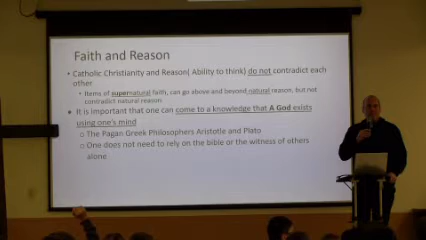 Faith and Reason
• Catholic Christianity and Reason( Ability to think) do not contradict each
other
• Items of supernatural faith, can go above and beyond natural reason, but not
contradict natural reason
• It is important that one can come to a knowledge that A God exists
using one's mind
o The Pagan Greek Philosophers Aristotle and Plato
o One does not need to rely on the bible or the witness of others
alone